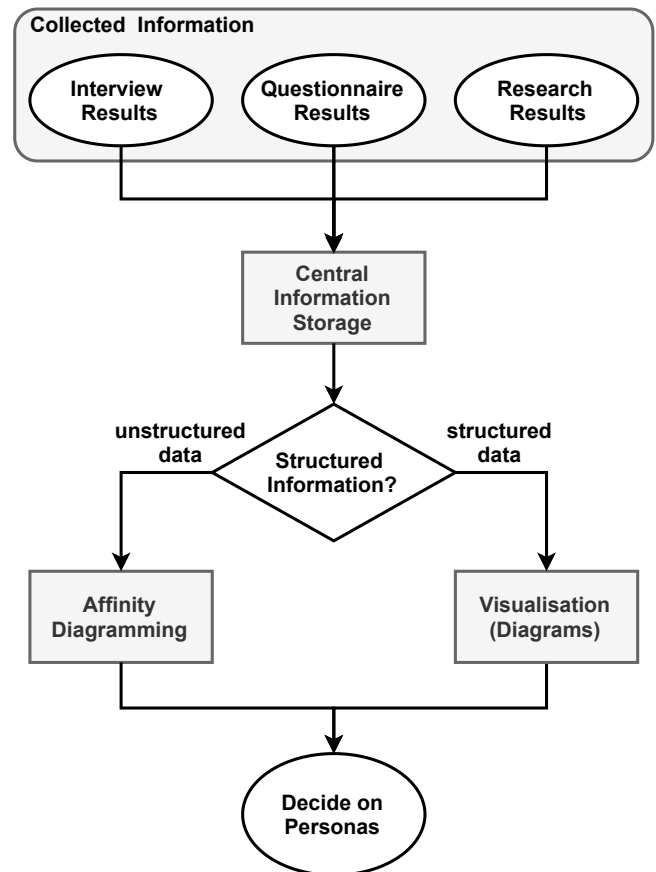 Collected Information
Interview
Results
Questionnaire
Results
Research
Results
Central
Information
Storage
unstructured
data
structured
data
Structured
Information?
Affinity
Diagramming
Visualisation
(Diagrams)
Decide on
Personas